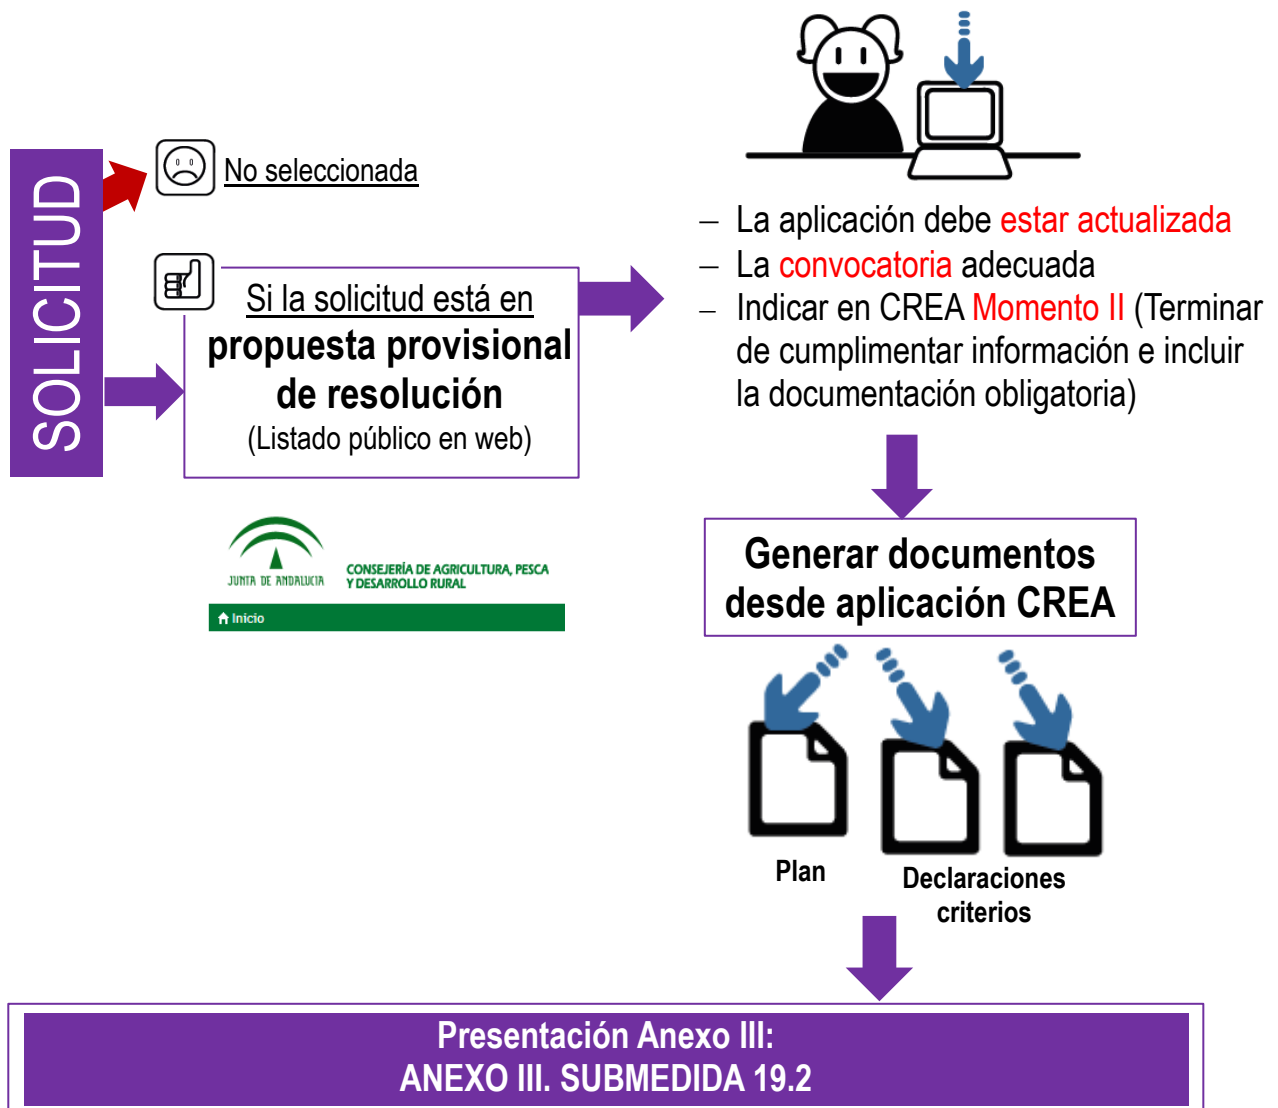 SOLICITUD
No seleccionada
Si la solicitud está en
propuesta provisional
de resolución
(Listado público en web)
JUNTA DE ANDALUCIA
CONSEJERÍA DE AGRICULTURA, PESCA
Y DESARROLLO RURAL
Inicio
– La aplicación debe estar actualizada
– La convocatoria adecuada
– Indicar en CREA Momento II (Terminar
de cumplimentar información e incluir
la documentación obligatoria)
Generar documentos
desde aplicación CREA
Plan
Declaraciones
criterios
Presentación Anexo III:
ANEXO III. SUBMEDIDA 19.2